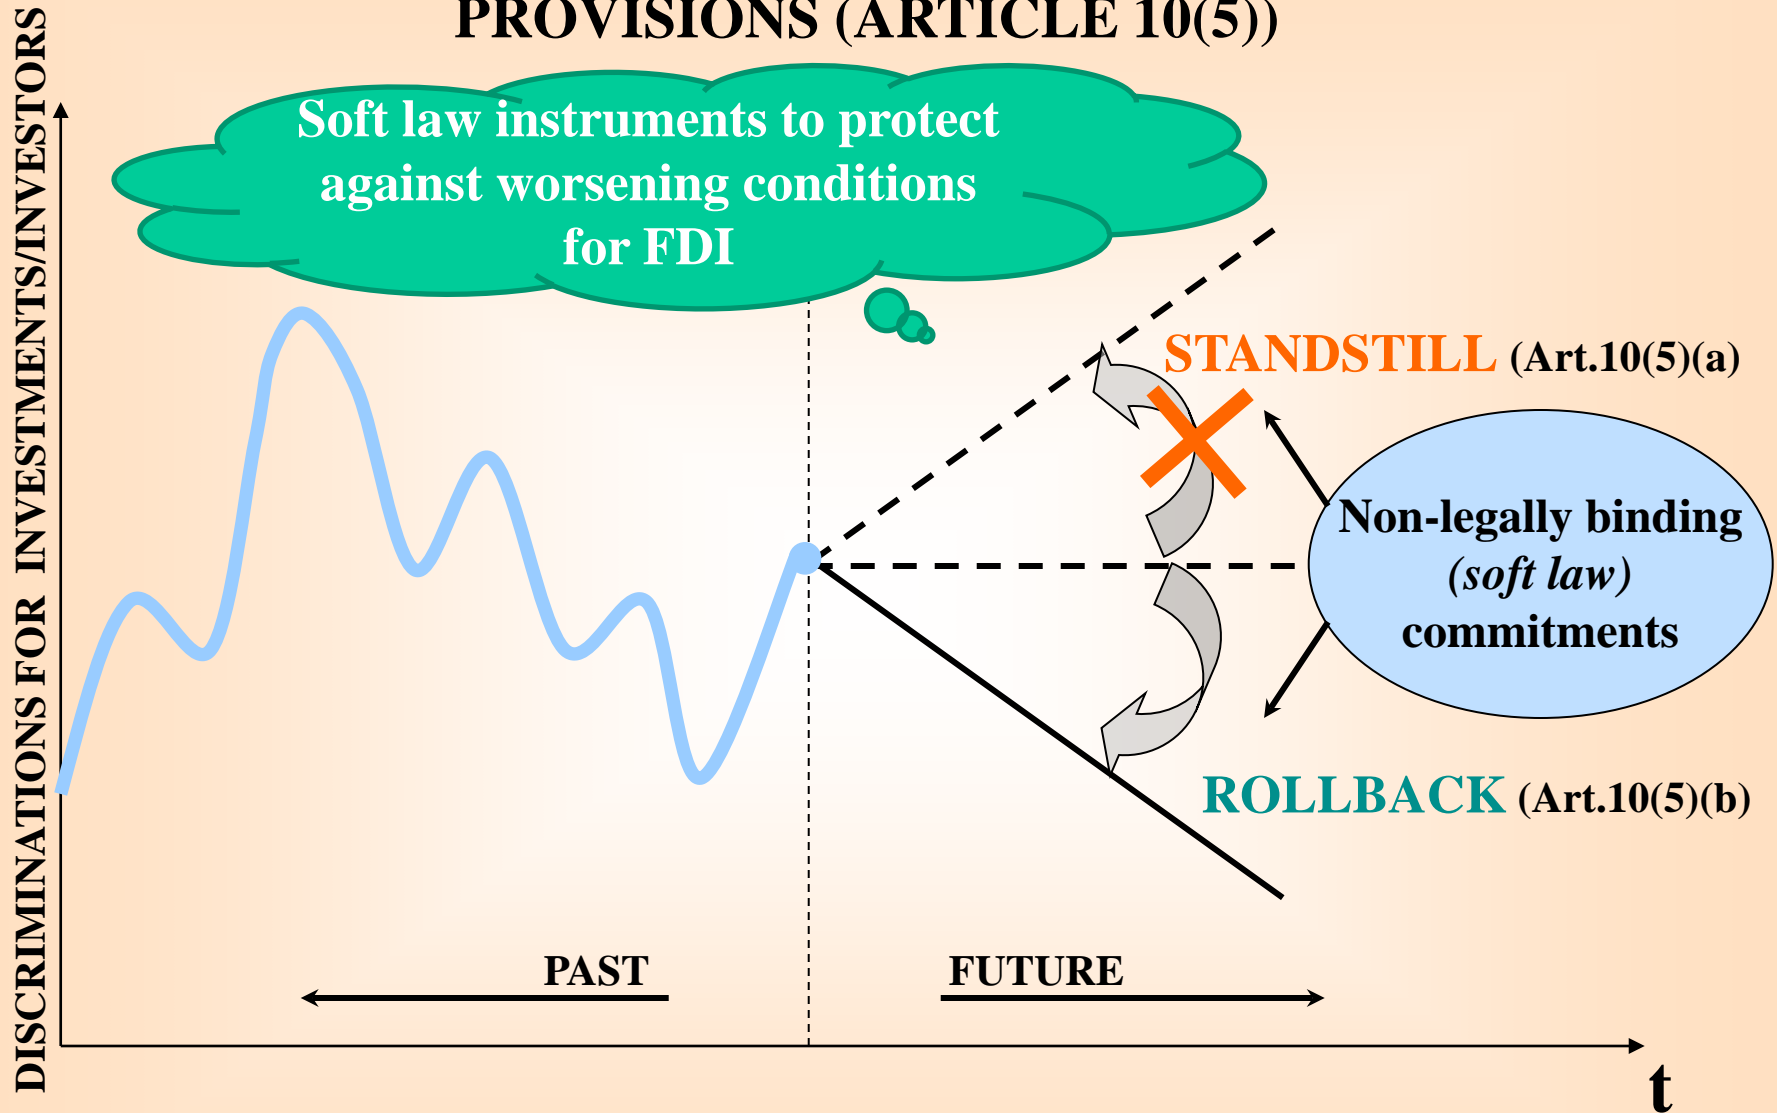 PROVISIONS (ARTICLE 10(5))
DISCRIMINATIONS FOR INVESTMENTS/INVESTORS
Soft law instruments to protect
against worsening conditions
for FDI
STANDSTILL (Art.10(5)(a)
Non-legally binding
(soft law)
commitments
ROLLBACK (Art.10(5)(b)
PAST
FUTURE
t